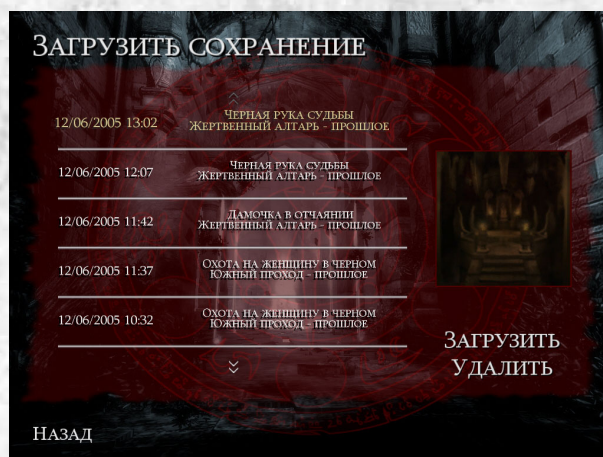 Загрузить сохранение
12/06/2005 13:02
Черная рука судьбы
Жертвенный алтарь - прошлое
12/06/2005 12:07
Черная рука судьбы
Жертвенный алтарь - прошлое
12/06/2005 11:42
Дамочка в отчаянии
Жертвенный алтарь - прошлое
12/06/2005 11:37
Охота на женщину в черном
Южный проход - прошлое
12/06/2005 10:32
Охота на женщину в черном
Южный проход - прошлое
Загрузить
Удалить
Назад